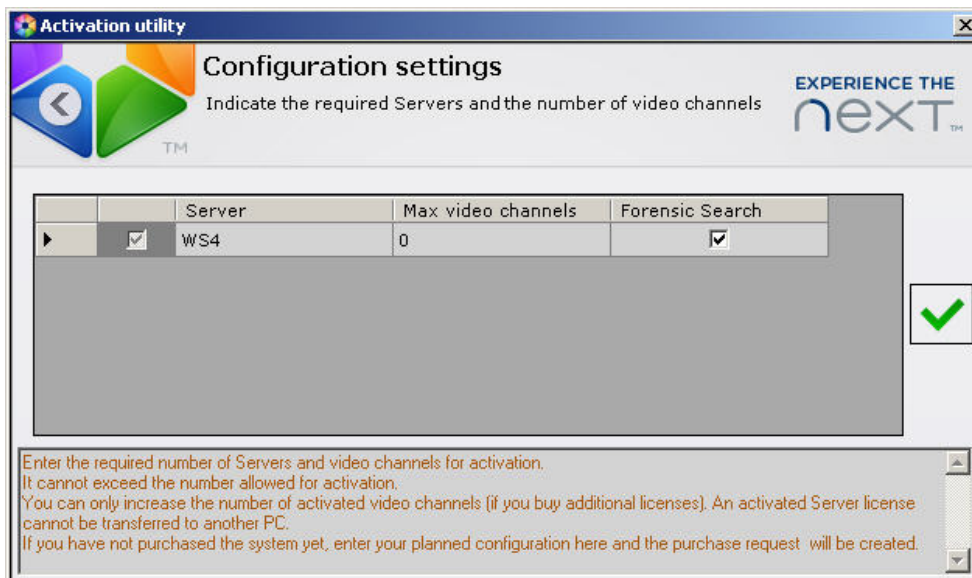 Activation utility
Configuration settings
Indicate the required Servers and the number of video channels
EXPERIENCE THE
next™
TM
Server Max video channels Forensic Search
WS4 0
Enter the required number of Servers and video channels for activation.
It cannot exceed the number allowed for activation.
You can only increase the number of activated video channels (if you buy additional licenses). An activated Server license
cannot be transferred to another PC.
If you have not purchased the system yet, enter your planned configuration here and the purchase request will be created.